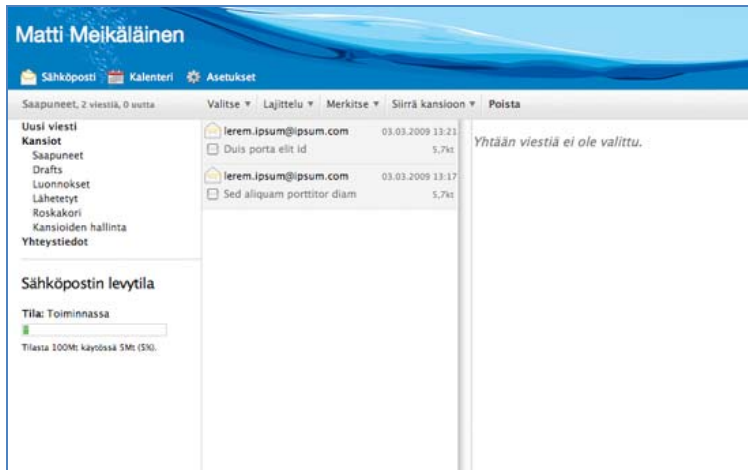 Matti Meikäläinen
Sähköposti Kalenteri Asetukset
Saapuneet, 2 viestiä, 0 uutta Valitse ▾ Lajittelu ▾ Merkitse ▾ Siirrä kansioon ▾ Poista
Uusi viesti
Kansiot
Saapuneet
Drafts
Luonnokset
Lähetetyt
Roskakori
Kansioiden hallinta
Yhteystiedot
Sähköpostin levytila
Tila: Toiminnassa
Tilasta 100Mt käytössä 5Mt (5%).
lerem.ipsum@ipsum.com 03.03.2009 13:21
Duis porta elit id 5,7kt
lerem.ipsum@ipsum.com 03.03.2009 13:17
Sed aliquam porttitor diam 5,7kt
Yhtään viestiä ei ole valittu.